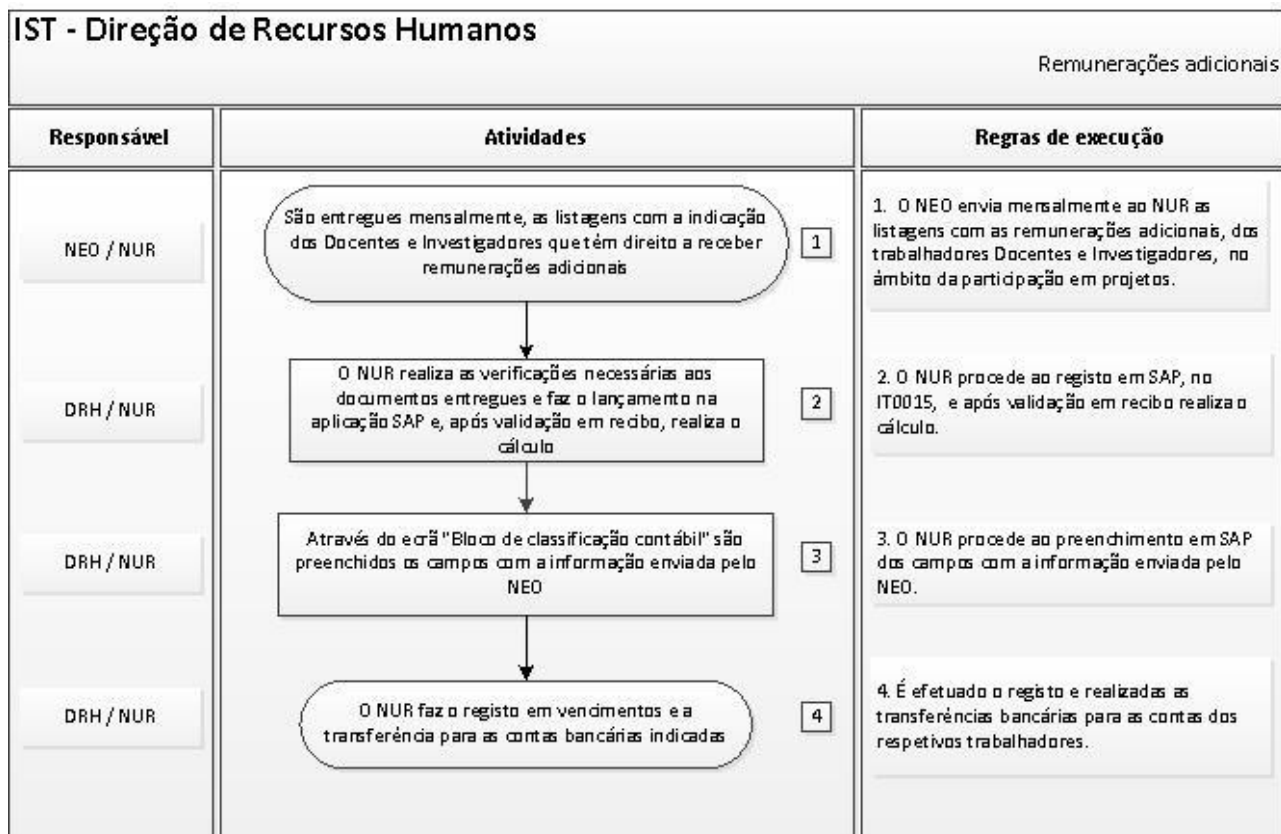 IST - Direção de Recursos Humanos
Remunerações adicionais
Responsável
Atividades
Regras de execução
NEO / NUR
São entregues mensalmente, as listagens com a indicação
dos Docentes e Investigadores que têm direito a receber
remunerações adicionais
1
1. O NEO envia mensalmente ao NUR as
listagens com as remunerações adicionais, dos
trabalhadores Docentes e Investigadores, no
âmbito da participação em projetos.
DRH / NUR
O NUR realiza as verificações necessárias aos
documentos entregues e faz o lançamento na
aplicação SAP e, após validação em recibo, realiza o
cálculo
2
2. O NUR procede ao registo em SAP, no
IT0015, e após validação em recibo realiza o
cálculo.
DRH / NUR
Através do ecrã "Bloco de classificação contábil" são
preenchidos os campos com a informação enviada pelo
NEO
3
3. O NUR procede ao preenchimento em SAP
dos campos com a informação enviada pelo
NEO.
DRH / NUR
O NUR faz o registo em vencimentos e a
transferência para as contas bancárias indicadas
4
4. É efetuado o registo e realizadas as
transferências bancárias para as contas dos
respetivos trabalhadores.